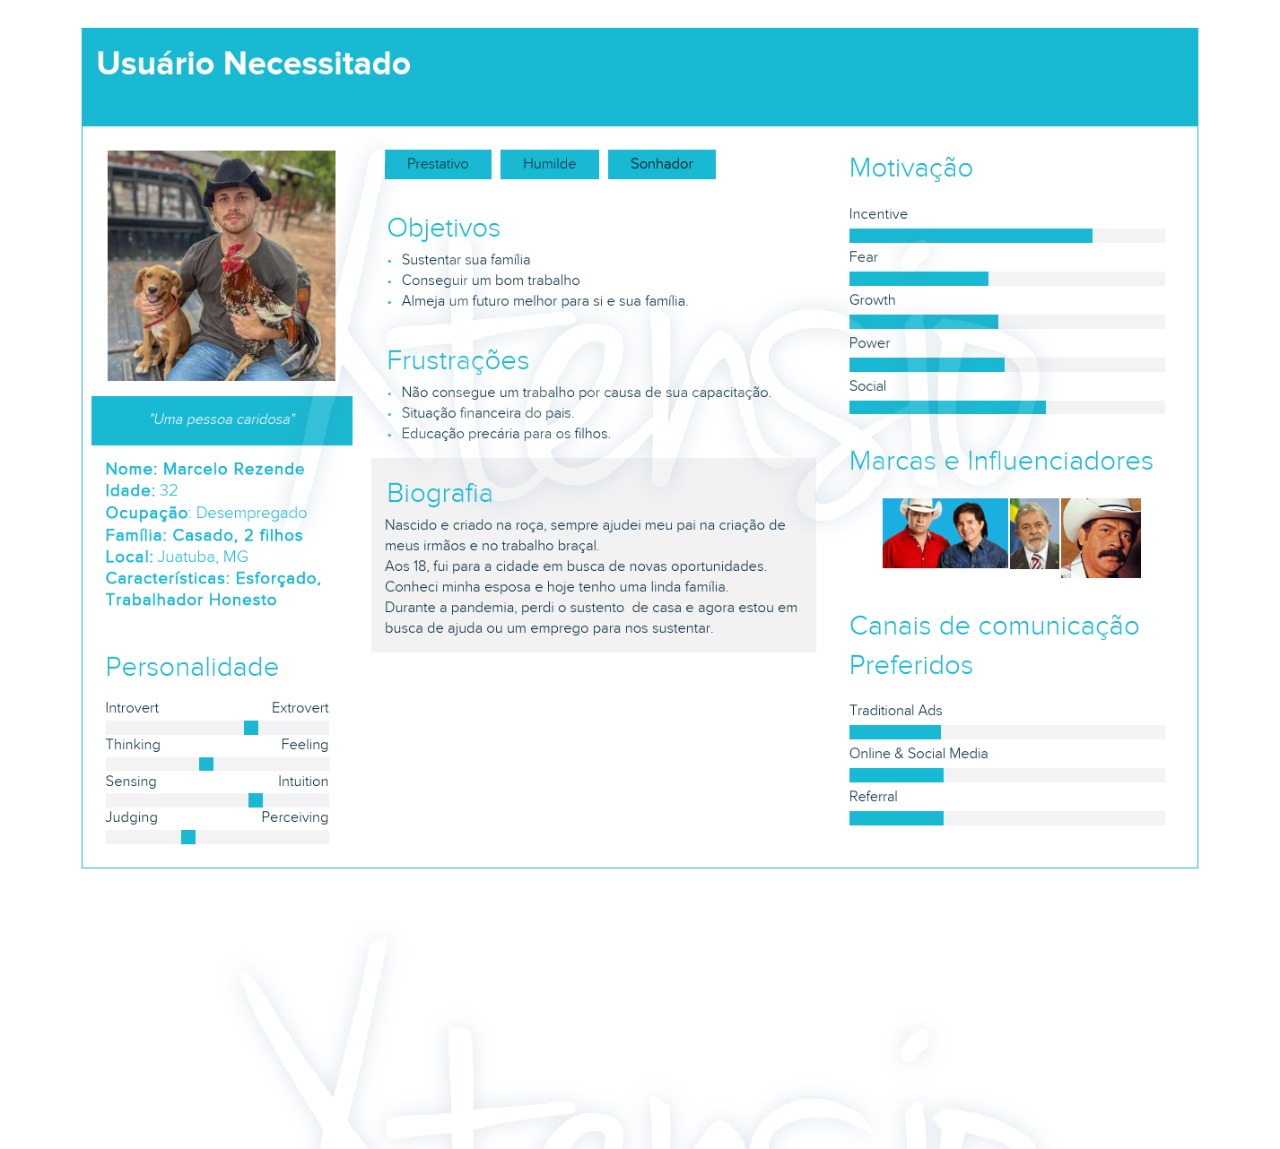 Usuário Necessitado
Prestativo
Humilde
Sonhador
"Uma pessoa caridosa"
Nome: Marcelo Rezende
Idade: 32
Ocupação: Desempregado
Família: Casado, 2 filhos
Local: Juatuba, MG
Características: Esforçado,
Trabalhador Honesto
Personalidade
Introvert Extrovert
Thinking Feeling
Sensing Intuition
Judging Perceiving
Objetivos
Sustentar sua família
Conseguir um bom trabalho
Almeja um futuro melhor para si e sua família.
Frustrações
Não consegue um trabalho por causa de sua capacitação.
Situação financeira do pais.
Educação precária para os filhos.
Biografia
Nascido e criado na roça, sempre ajudei meu pai na criação de
meus irmãos e no trabalho braçal.
Aos 18, fui para a cidade em busca de novas oportunidades.
Conheci minha esposa e hoje tenho uma linda família.
Durante a pandemia, perdi o sustento  de casa e agora estou em
busca de ajuda ou um emprego para nos sustentar.
Motivação
Incentive
Fear
Growth
Power
Social
Marcas e Influenciadores
Canais de comunicação
Preferidos
Traditional Ads
Online & Social Media
Referral
Xtensio
Xtensio